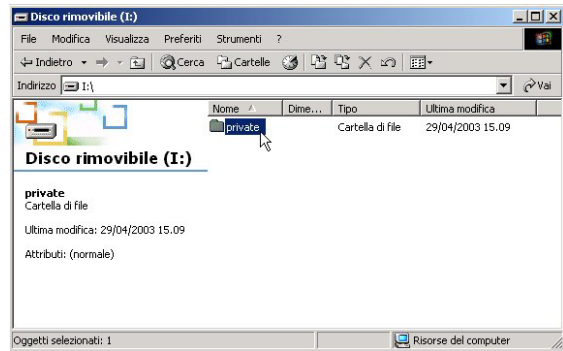 Disco rimovibile (I:)
File Modifica Visualizza Preferiti Strumenti ?
Indietro Cerca Cartelle
Indirizzo I:\ Vai
Nome Dime... Tipo Ultima modifica
private Cartella di file 29/04/2003 15.09
Disco rimovibile (I:)
private
Cartella di file
Ultima modifica: 29/04/2003 15.09
Attributi: (normale)
Oggetti selezionati: 1 Risorse del computer